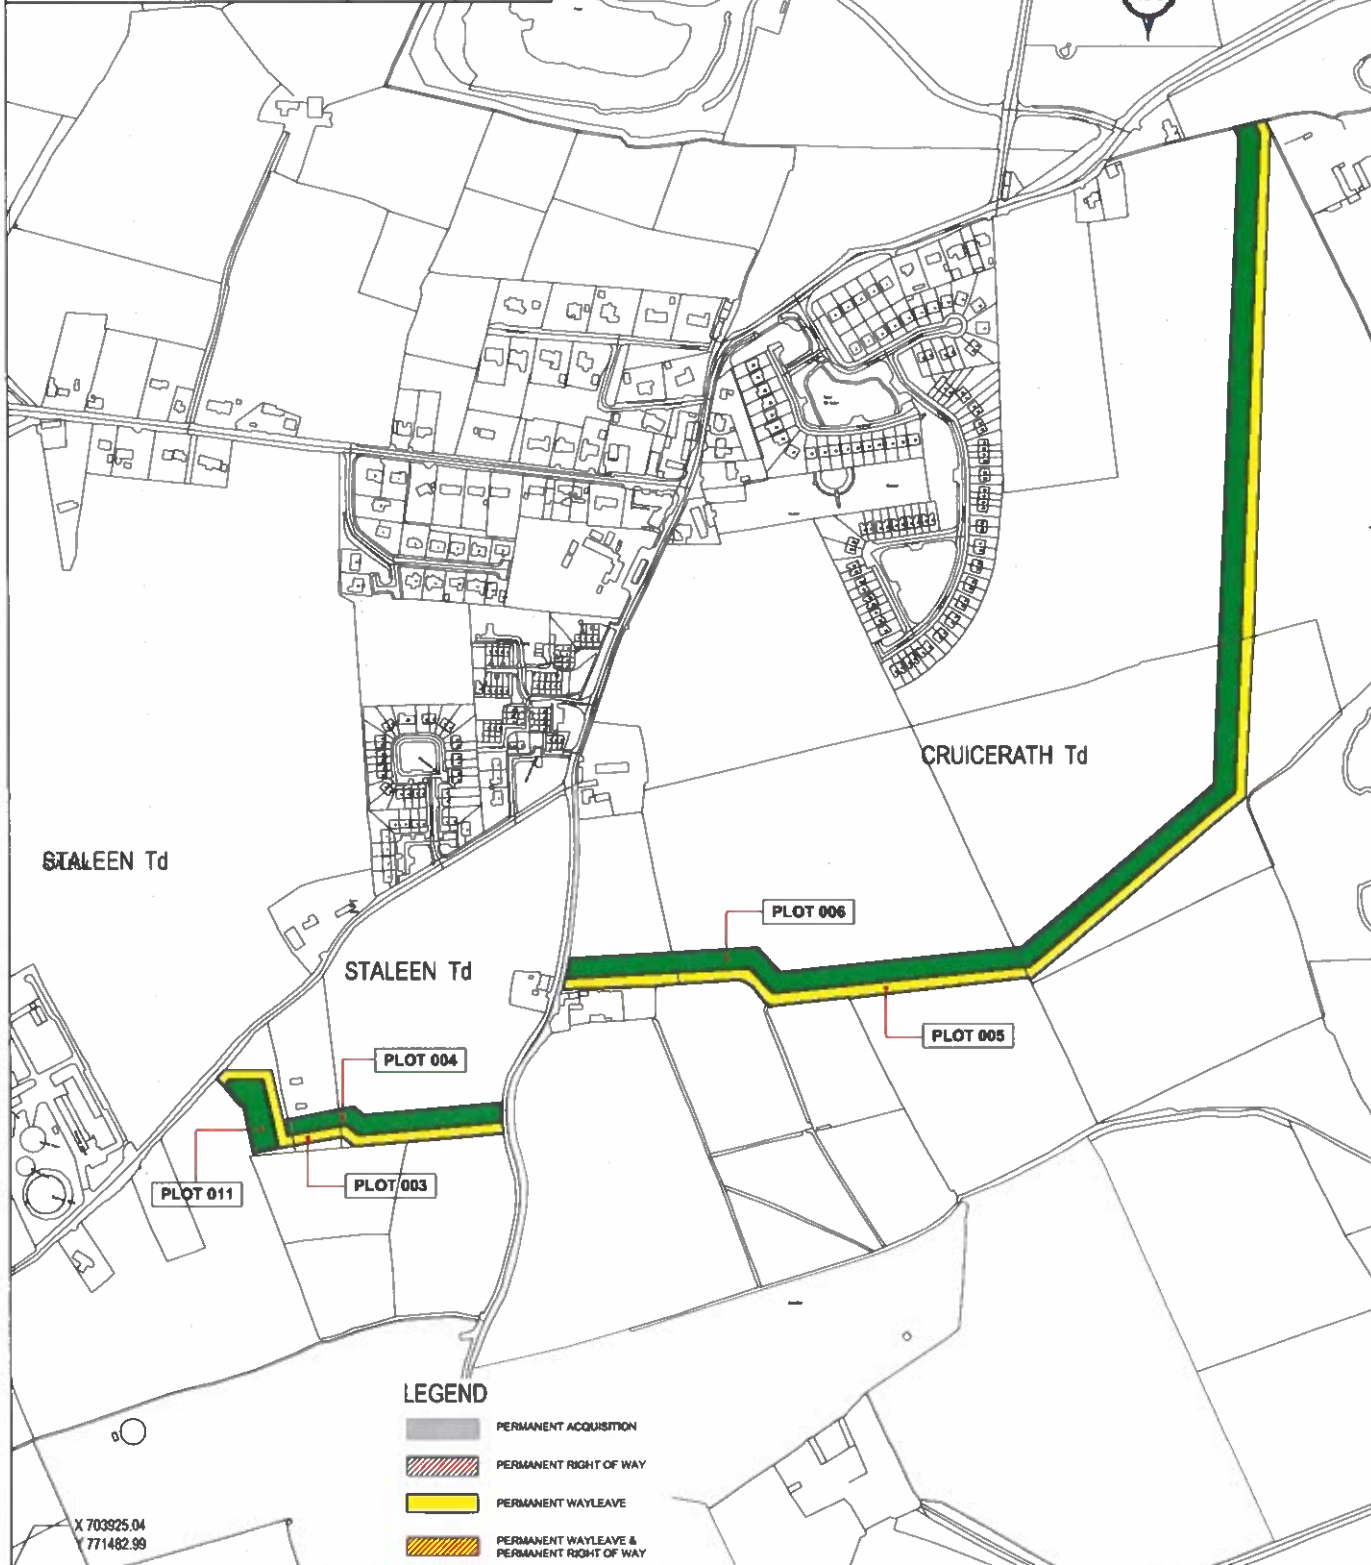 CRUICERATH Td
STALEEN Td
PLOT 006
STALEEN Td
PLOT 005
PLOT 004
PLOT 003
PLOT 011
LEGEND
PERMANENT ACQUISITION
PERMANENT RIGHT OF WAY
PERMANENT WAYLEAVE
PERMANENT WAYLEAVE &
PERMANENT RIGHT OF WAY
X 703925.04
Y 771482.99